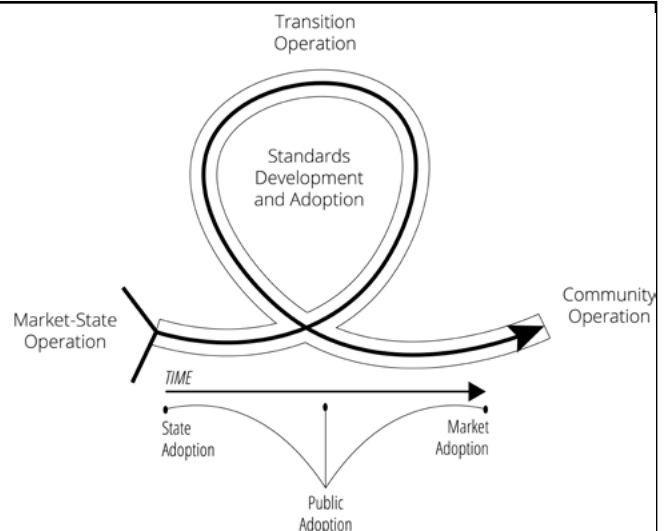 Transition
Operation
Standards
Development
and Adoption
Market-State
Operation
Community
Operation
TIME
State
Adoption
Market
Adoption
Public
Adoption